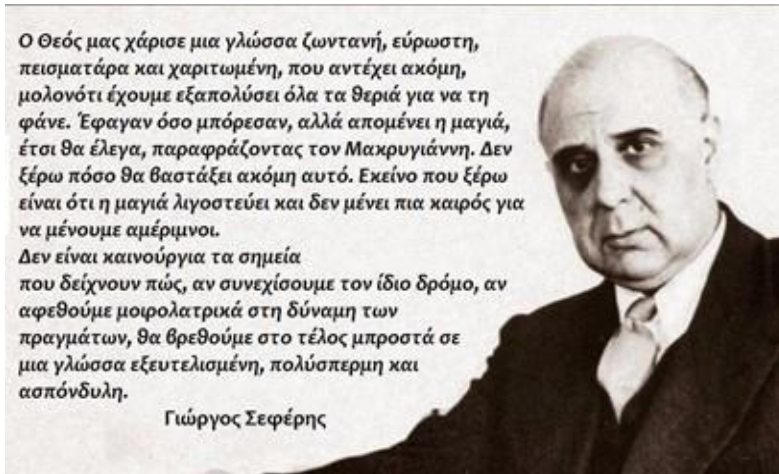 Ο Θεός μας χάρισε μια γλώσσα ζωντανή, εύρωστη,
πεισματάρα και χαριτωμένη, που αντέχει ακόμη,
μολονότι έχουμε εξαπολύσει όλα τα θεριά για να τη
φάνε. Έφαγαν όσο μπόρεσαν, αλλά απομένει η μαγιά,
έτσι θα έλεγα, παραφράζοντας τον Μακρυγιάννη. Δεν
ξέρω πόσο θα βαστάξει ακόμη αυτό. Εκείνο που ξέρω
είναι ότι η μαγιά λιγοστεύει και δεν μένει πια καιρός για
να μένουμε αμέριμνοι.
Δεν είναι καινούργια τα σημεία
που δείχνουν πώς, αν συνεχίσουμε τον ίδιο δρόμο, αν
αφεθούμε μοιρολατρικά στη δύναμη των
πραγμάτων, θα βρεθούμε στο τέλος μπροστά σε
μια γλώσσα εξευτελισμένη, πολύσπερμη και
ασπόνδυλη.
Γιώργος Σεφέρης